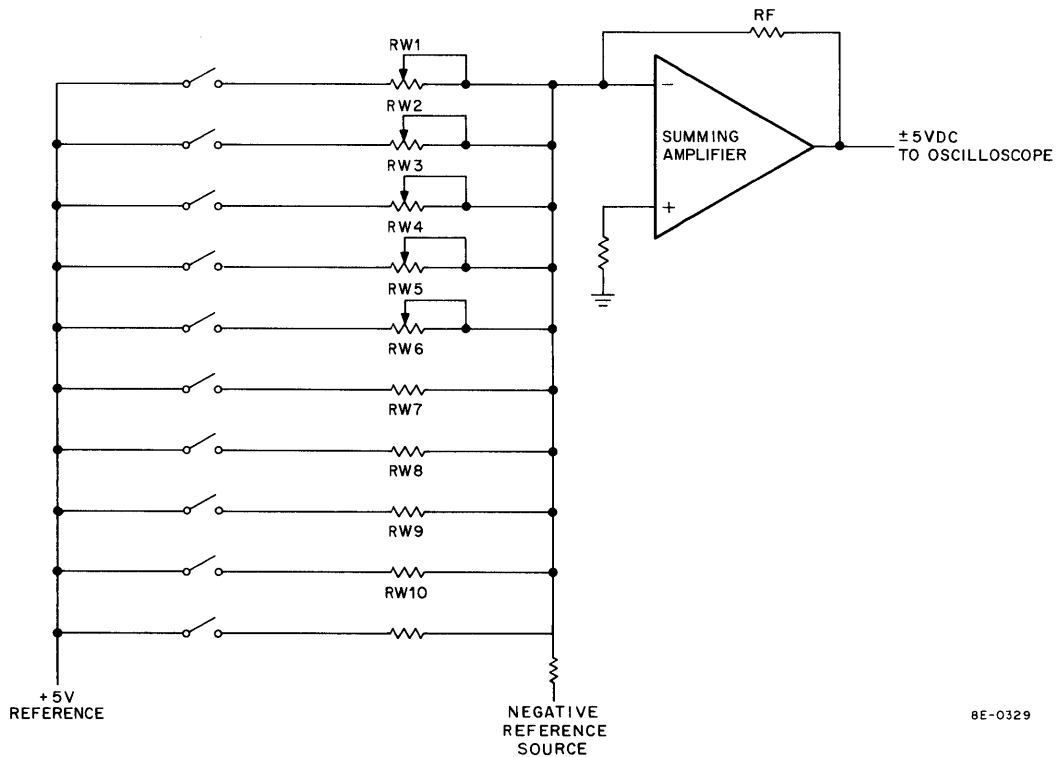 RF
RW1
RW2
RW3
RW4
RW5
RW6
RW7
RW8
RW9
RW10
−
SUMMING
AMPLIFIER
+
±5VDC
TO OSCILLOSCOPE
+5V
REFERENCE
NEGATIVE
REFERENCE
SOURCE
8E-0329